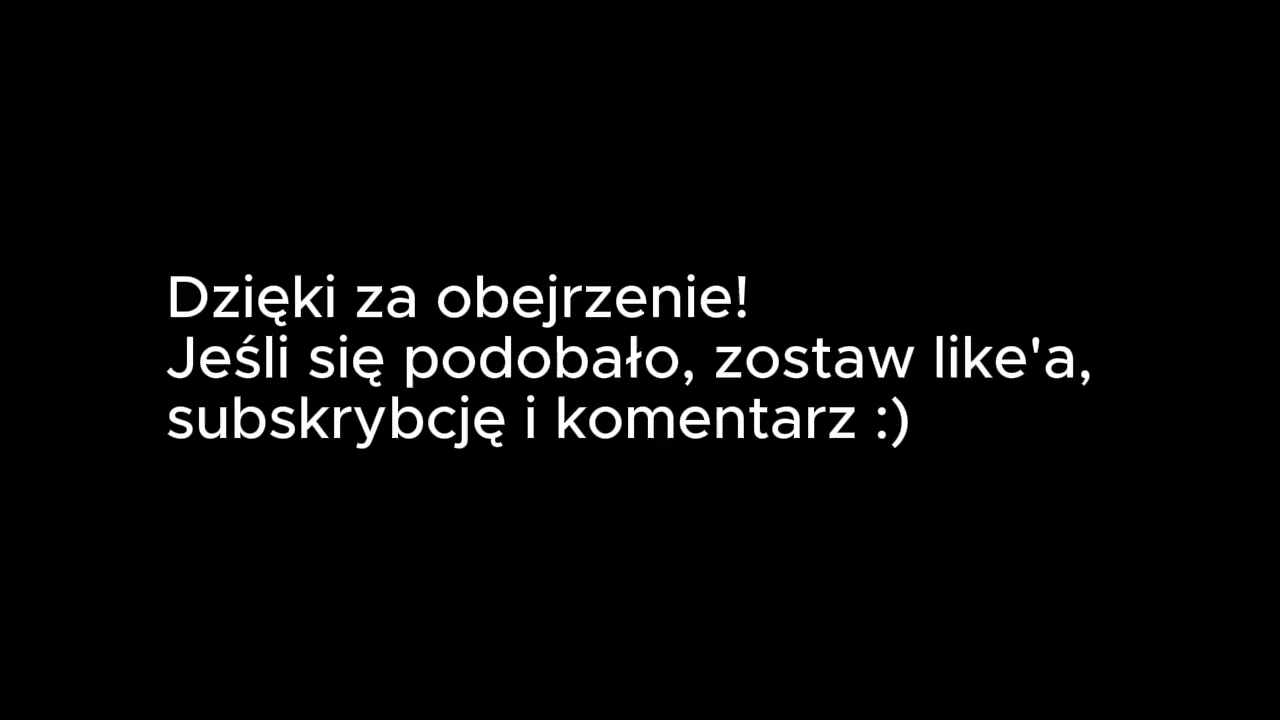 Dzięki za obejrzenie!
Jeśli się podobało, zostaw like'a,
subskrybcję i komentarz :)